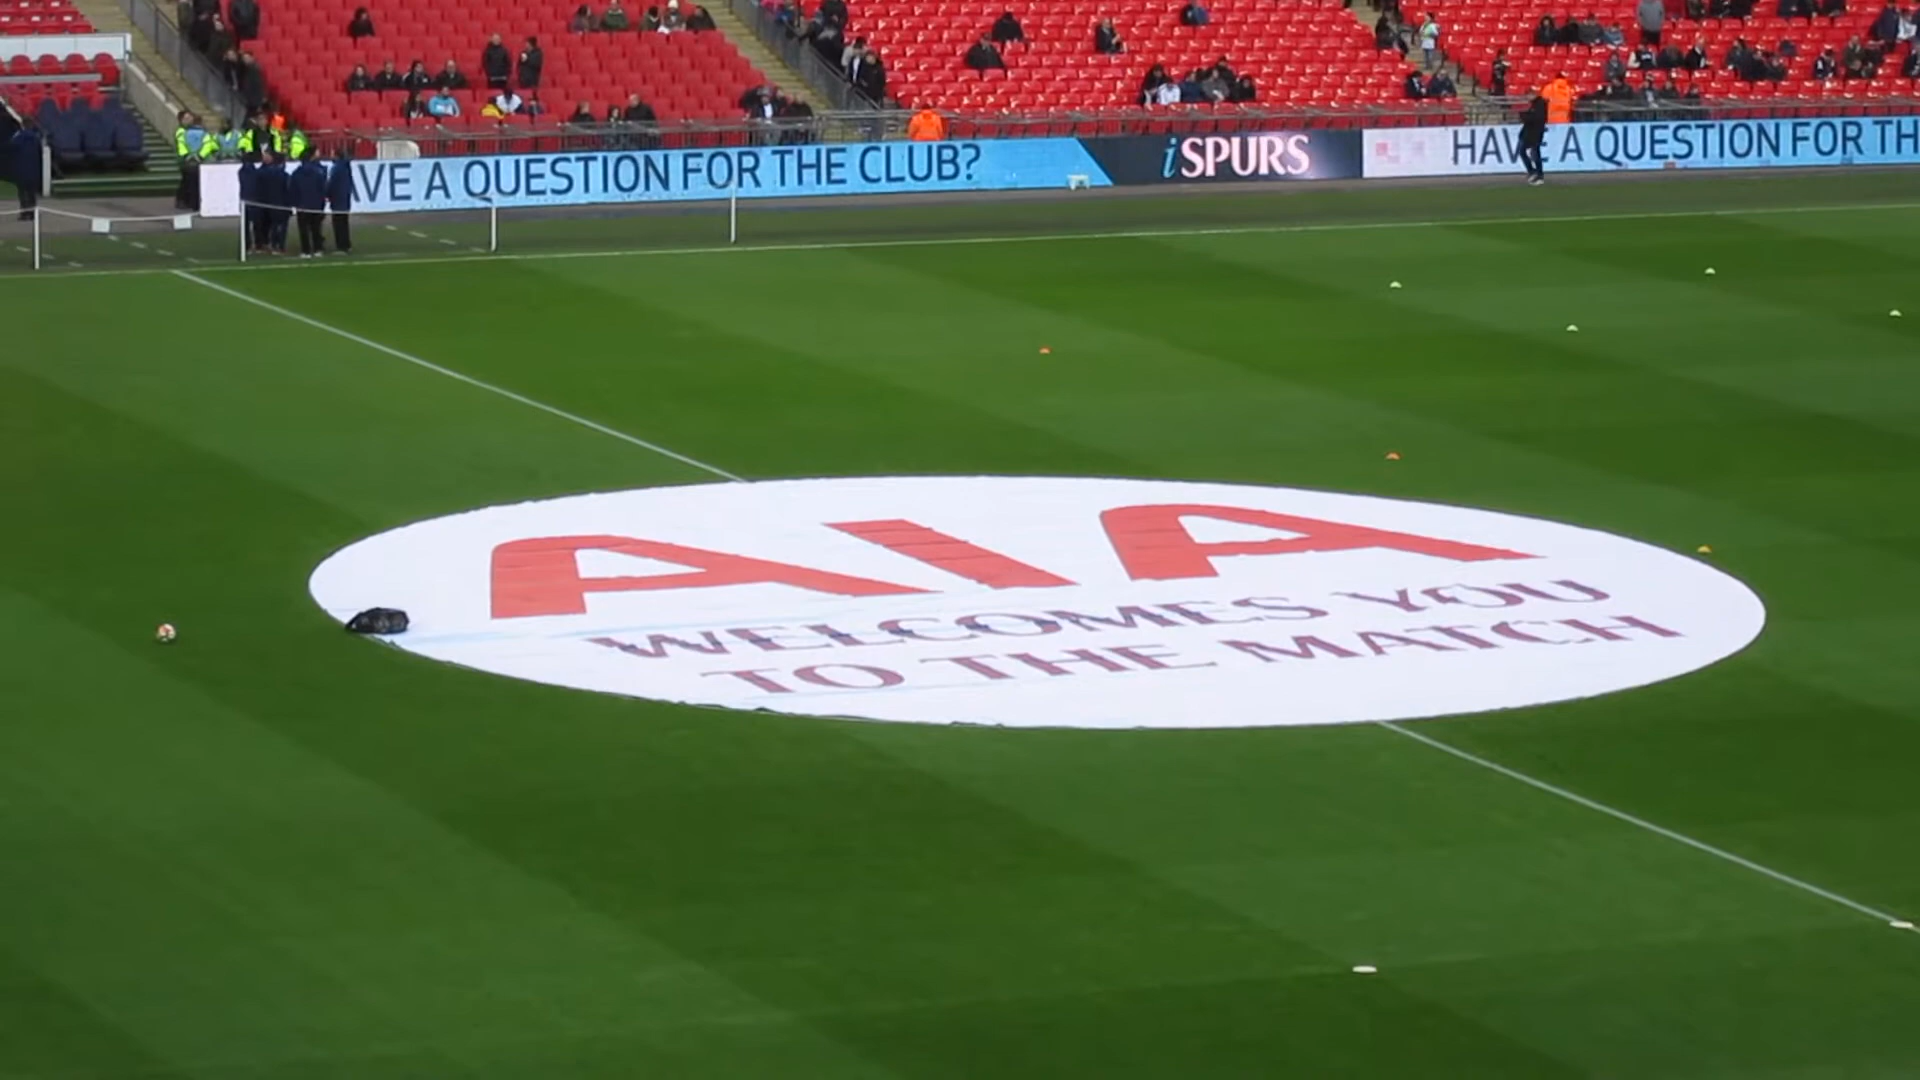 AVE A QUESTION FOR THE CLUB?
iSPURS
HAVE A QUESTION FOR TH
AIA
WELCOMES YOU
TO THE MATCH